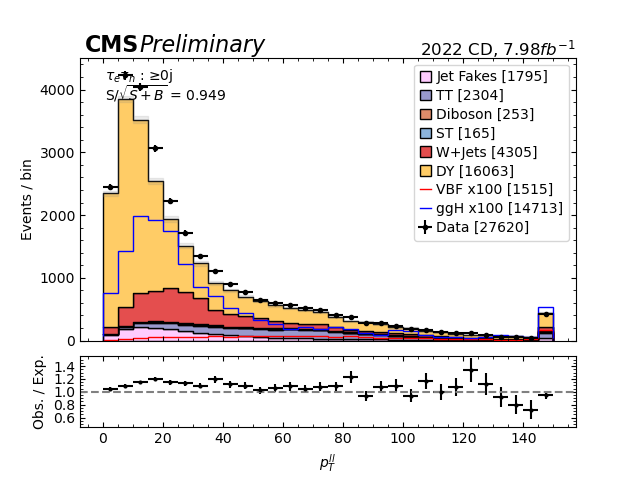 CMS Preliminary
2022 CD, 7.98fb⁻¹
τₑτₕ : ≥0j
S/√S + B = 0.949
Jet Fakes [1795]
TT [2304]
Diboson [253]
ST [165]
W+Jets [4305]
DY [16063]
VBF x100 [1515]
ggH x100 [14713]
Data [27620]
Events / bin
4000
3000
2000
1000
0
Obs. / Exp.
1.4
1.2
1.0
0.8
0.6
0 20 40 60 80 100 120 140
p_T^{ll}